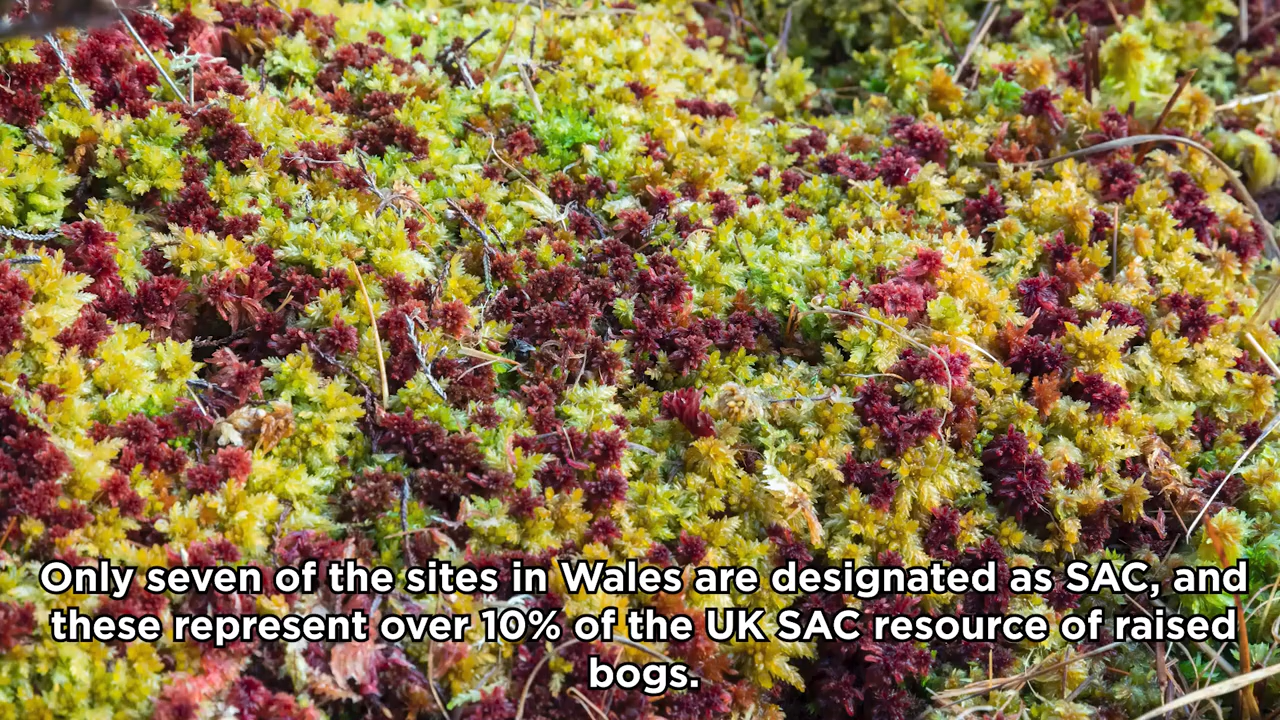 Only seven of the sites in Wales are designated as SAC, and
these represent over 10% of the UK SAC resource of raised
bogs.